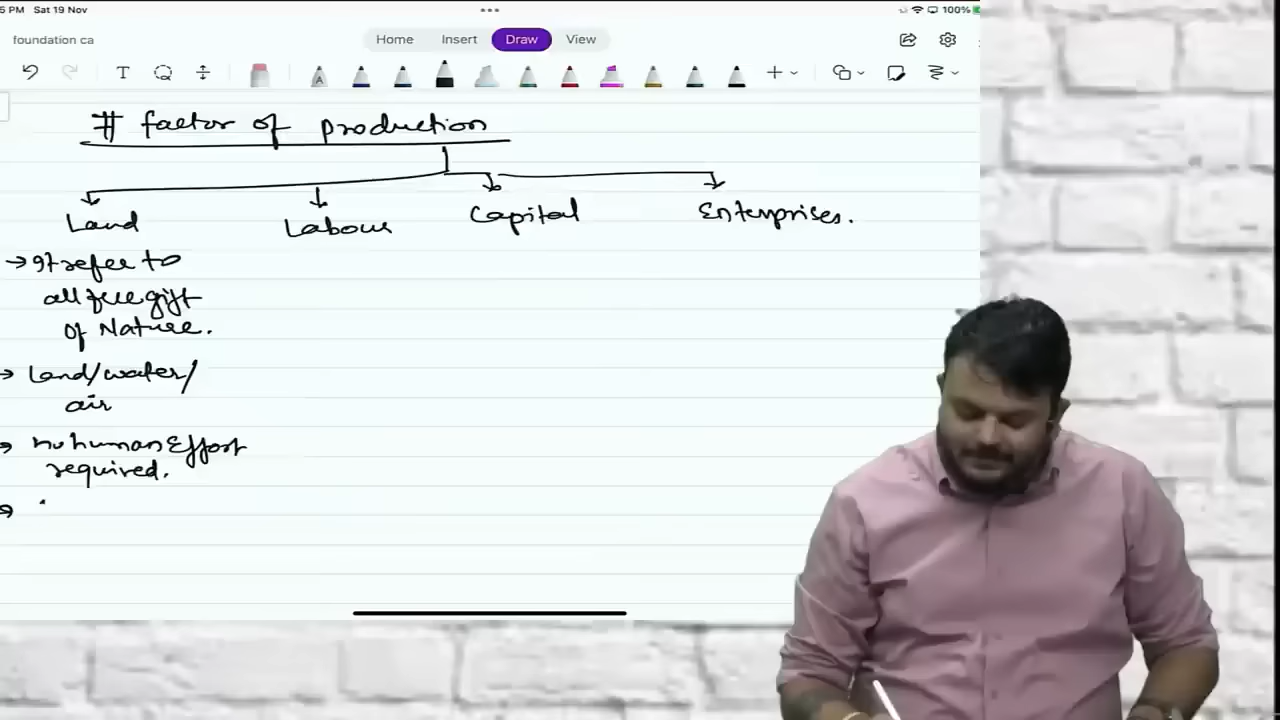 5 PM Sat 19 Nov
100%
foundation ca
Home Insert Draw View
# factor of production
Land Labour Capital Enterprises.
→ It refer to
all free gift
of Nature.
→ Land/water/
air
→ no human Effort
required.
→